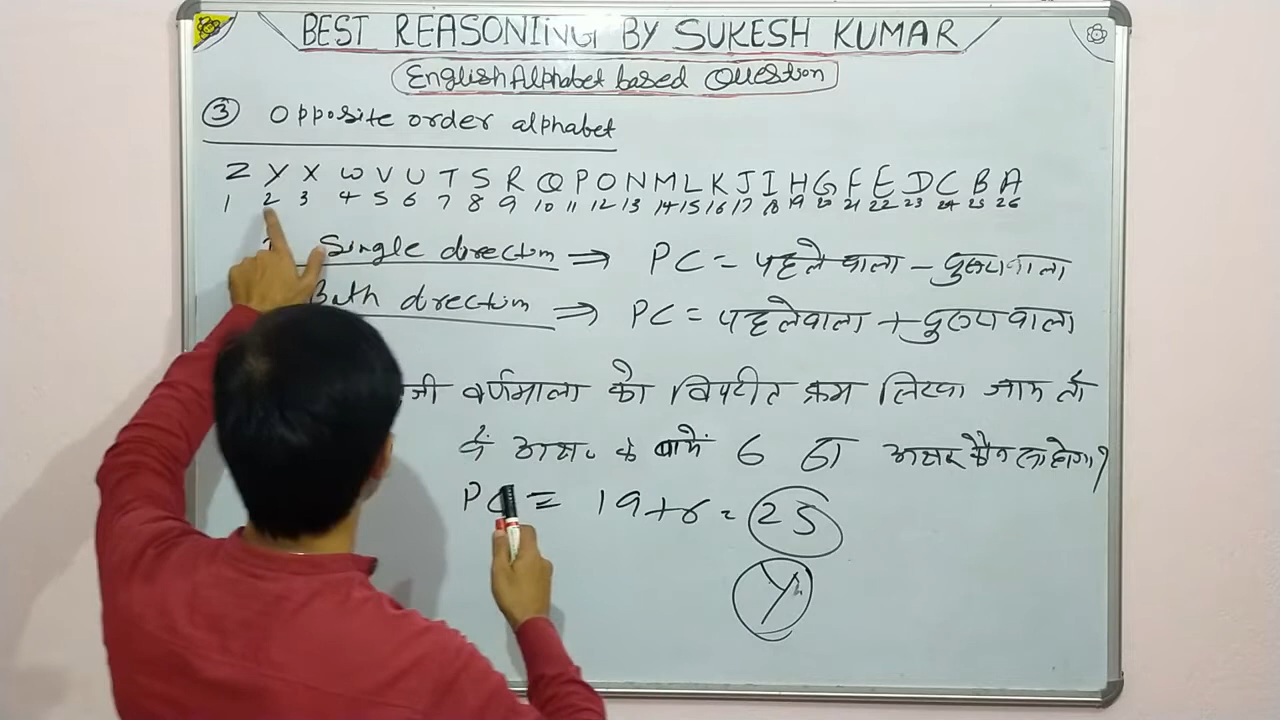 BEST REASONING BY SUKESH KUMAR
English Alphabet based Question
③ Opposite order alphabet
Z Y X W V U T S R Q P O N M L K J I H G F E D C B A
1 2 3 4 5 6 7 8 9 10 11 12 13 14 15 16 17 18 19 20 21 22 23 24 25 26
Single direction ⇒ PC = पहले वाला -
Both direction ⇒ PC = पहलेवाला +
जी वर्णमाला को विपरीत क्रम लिखा जाय तो
के बायें 6 ठा अक्षर कौन सा होगा?
PC = 19+6 = 25
Y